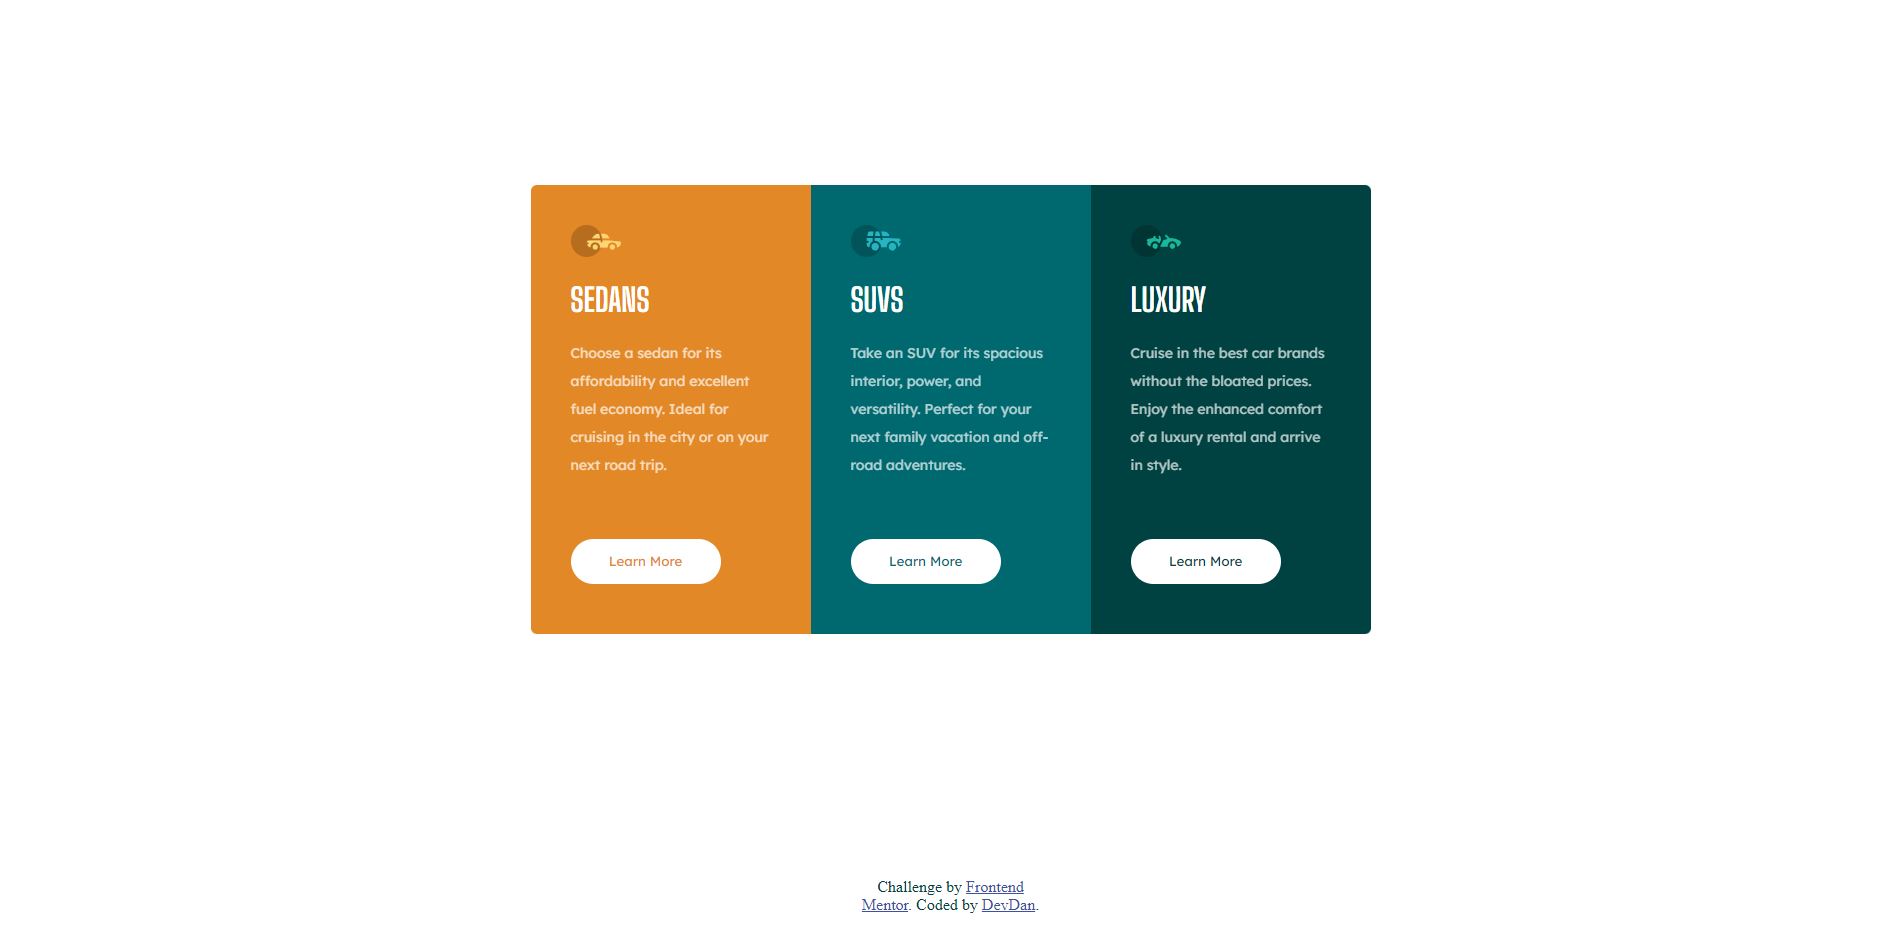 SEDANS
Choose a sedan for its
affordability and excellent
fuel economy. Ideal for
cruising in the city or on your
next road trip.
Learn More
SUVS
Take an SUV for its spacious
interior, power, and
versatility. Perfect for your
next family vacation and off-
road adventures.
Learn More
LUXURY
Cruise in the best car brands
without the bloated prices.
Enjoy the enhanced comfort
of a luxury rental and arrive
in style.
Learn More
Challenge by Frontend
Mentor. Coded by DevDan.